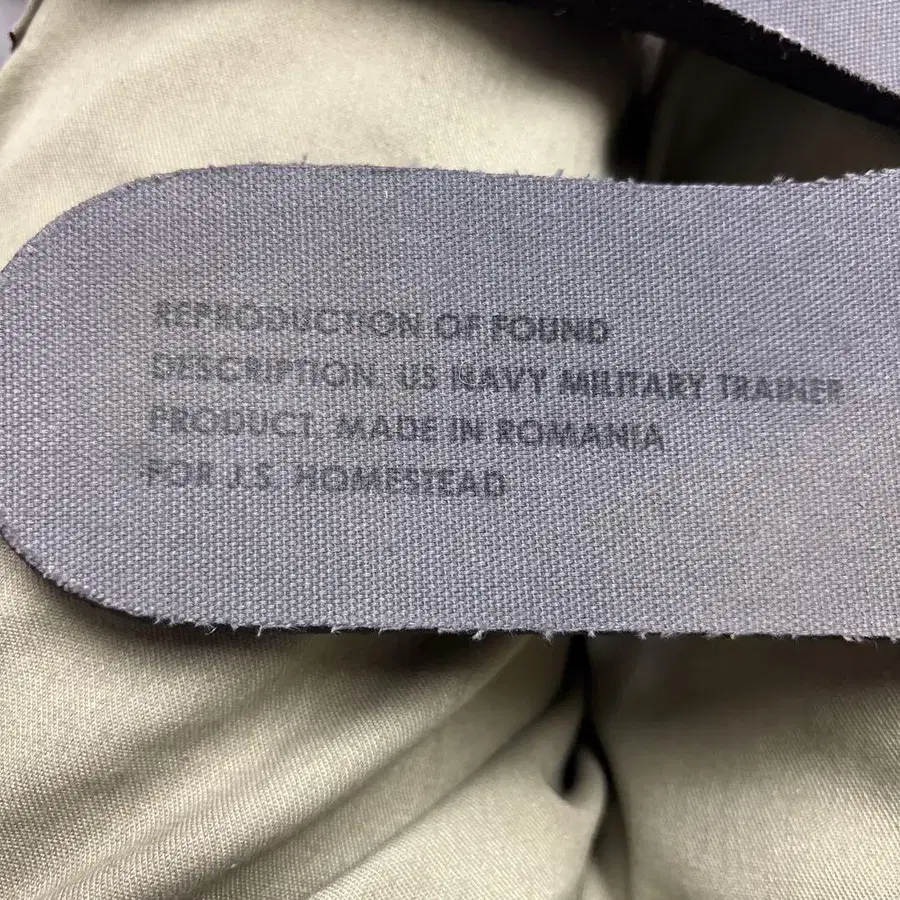 REPRODUCTION OF FOUND
DESCRIPTION. US NAVY MILITARY TRAINER
PRODUCT. MADE IN ROMANIA
FOR J.S. HOMESTEAD